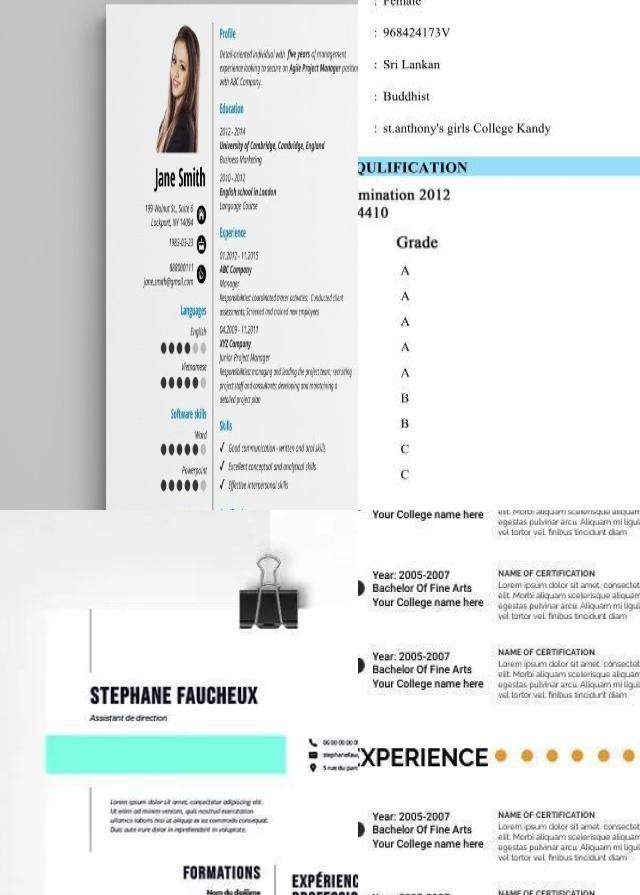 Profile
Detail-oriented individual with five years of management
experience looking to secure an Agile Project Manager position
with ABC Company.
Education
2012 - 2014
University of Cambridge, Cambridge, England
Business Marketing
2010 - 2012
English school in London
Language Course
Experience
01.2012 - 11.2015
ABC Company
Manager
Responsibilities: coordinated tracer activities; Conducted client
assessments; Screened and trained new employees
04.2009 - 11.2011
XYZ Company
Junior Project Manager
Responsibilities: managing and leading the project team; recruiting
project staff and consultants; developing and maintaining a
detailed project plan
Skills
✓ Good communication - written and oral skills
✓ Excellent conceptual and analytical skills
✓ Effective interpersonal skills
Jane Smith
199 Walnut St., Suite 6
Lockport, NY 14094
1983-03-23
888000111
jane.smith@gmail.com
Languages
English
Vietnamese
Software skills
Word
Powerpoint
: Female
: 968424173V
: Sri Lankan
: Buddhist
: st.anthony's girls College Kandy
QULIFICATION
mination 2012
4410
Grade
A
A
A
A
A
B
B
C
C
STEPHANE FAUCHEUX
Assistant de direction
06 00 00 00 0
stephanefau
5 rue du par
Lorem ipsum dolor sit amet, consectetur adipiscing elit.
Ut enim ad minim veniam, quis nostrud exercitation
ullamco laboris nisi ut aliquip ex ea commodo consequat.
Duis aute irure dolor in reprehenderit in voluptate.
FORMATIONS
Nom du diplôme
EXPÉRIENC
PROFESSIO
Your College name here
elit. Morbi aliquam scelerisque aliquam
egestas pulvinar arcu. Aliquam mi ligul
vel tortor vel, finibus tincidunt diam
Year: 2005-2007
Bachelor Of Fine Arts
Your College name here
NAME OF CERTIFICATION
Lorem ipsum dolor sit amet, consectet
elit. Morbi aliquam scelerisque aliquam
egestas pulvinar arcu. Aliquam mi ligul
vel tortor vel, finibus tincidunt diam
Year: 2005-2007
Bachelor Of Fine Arts
Your College name here
NAME OF CERTIFICATION
Lorem ipsum dolor sit amet, consectet
elit. Morbi aliquam scelerisque aliquam
egestas pulvinar arcu. Aliquam mi ligul
vel tortor vel, finibus tincidunt diam
XPERIENCE
Year: 2005-2007
Bachelor Of Fine Arts
Your College name here
NAME OF CERTIFICATION
Lorem ipsum dolor sit amet, consectet
elit. Morbi aliquam scelerisque aliquam
egestas pulvinar arcu. Aliquam mi ligul
vel tortor vel, finibus tincidunt diam